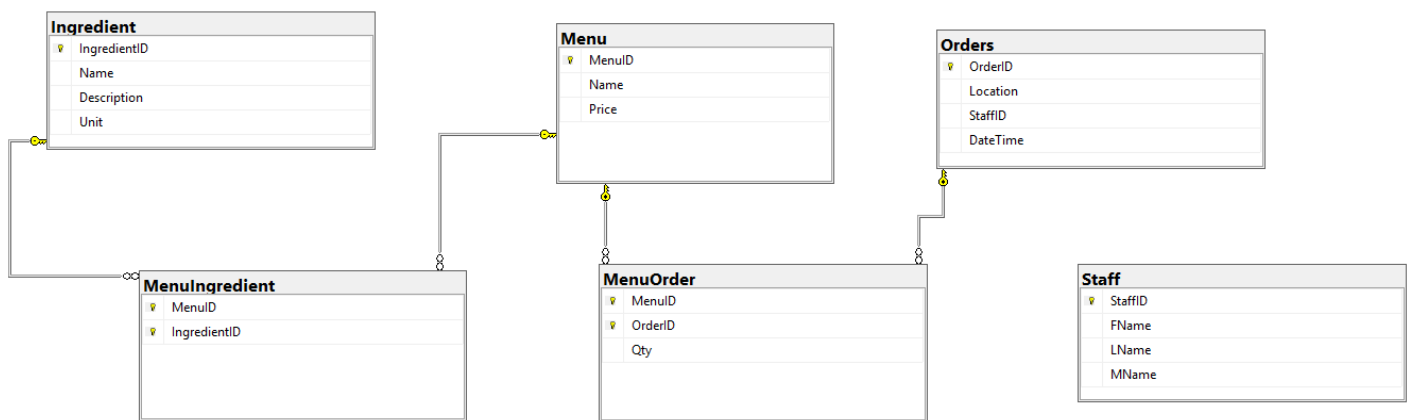 Ingredient
IngredientID
Name
Description
Unit
Menu
MenuID
Name
Price
Orders
OrderID
Location
StaffID
DateTime
MenuIngredient
MenuID
IngredientID
MenuOrder
MenuID
OrderID
Qty
Staff
StaffID
FName
LName
MName